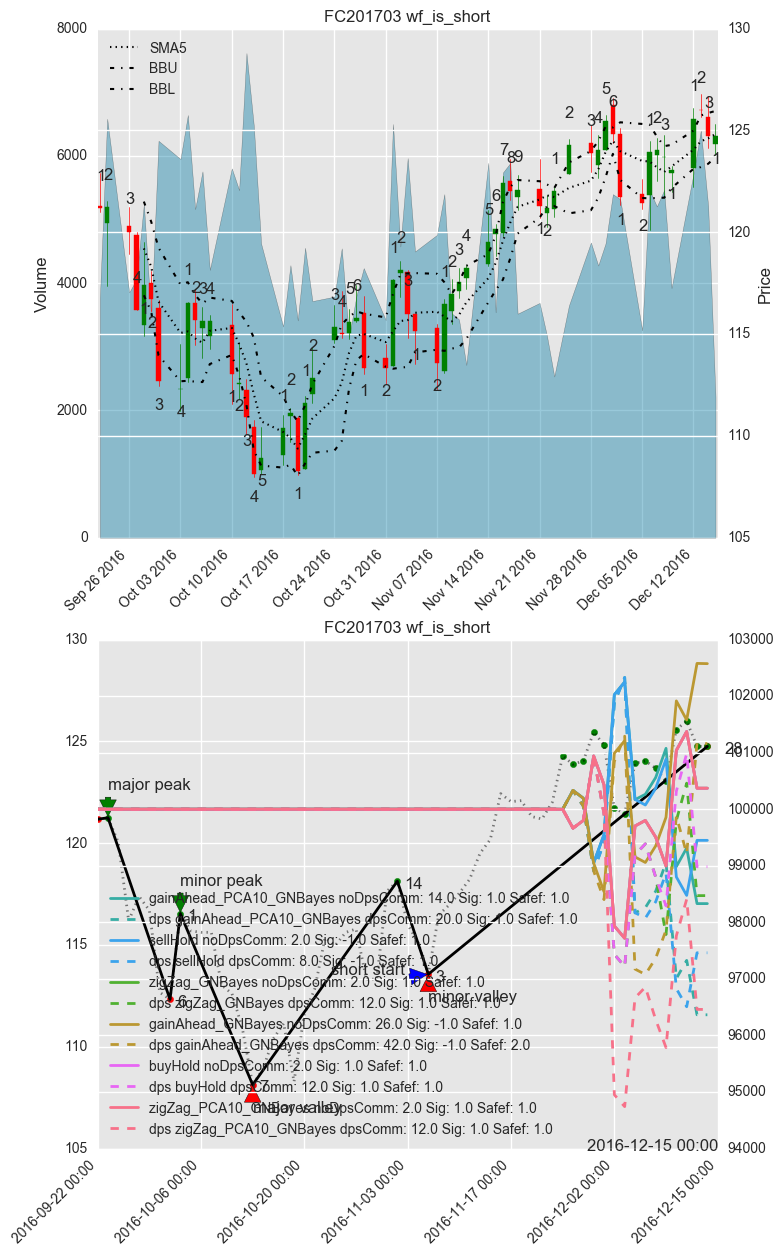 FC201703 wf_is_short
8000
6000
4000
2000
0
Volume
130
125
120
115
110
105
Price
SMA5
BBU
BBL
Sep 26 2016
Oct 03 2016
Oct 10 2016
Oct 17 2016
Oct 24 2016
Oct 31 2016
Nov 07 2016
Nov 14 2016
Nov 21 2016
Nov 28 2016
Dec 05 2016
Dec 12 2016
FC201703 wf_is_short
130
125
120
115
110
105
103000
102000
101000
100000
99000
98000
97000
96000
95000
94000
major peak
minor peak
14
6
1
3
7
28
short start
minor valley
major valley
gainAhead_PCA10_GNBayes noDpsComm: 14.0 Sig: 1.0 Safef: 1.0
dps gainAhead_PCA10_GNBayes dpsComm: 20.0 Sig: 1.0 Safef: 1.0
sellHold noDpsComm: 2.0 Sig: -1.0 Safef: 1.0
dps sellHold dpsComm: 8.0 Sig: -1.0 Safef: 1.0
zigZag_GNBayes noDpsComm: 2.0 Sig: 1.0 Safef: 1.0
dps zigZag_GNBayes dpsComm: 12.0 Sig: 1.0 Safef: 1.0
gainAhead_GNBayes noDpsComm: 26.0 Sig: -1.0 Safef: 1.0
dps gainAhead_GNBayes dpsComm: 42.0 Sig: -1.0 Safef: 2.0
buyHold noDpsComm: 2.0 Sig: 1.0 Safef: 1.0
dps buyHold dpsComm: 12.0 Sig: 1.0 Safef: 1.0
zigZag_PCA10_GNBayes noDpsComm: 2.0 Sig: 1.0 Safef: 1.0
dps zigZag_PCA10_GNBayes dpsComm: 12.0 Sig: 1.0 Safef: 1.0
2016-12-15 00:00
2016-09-22 00:00
2016-10-06 00:00
2016-10-20 00:00
2016-11-03 00:00
2016-11-17 00:00
2016-12-02 00:00
2016-12-15 00:00